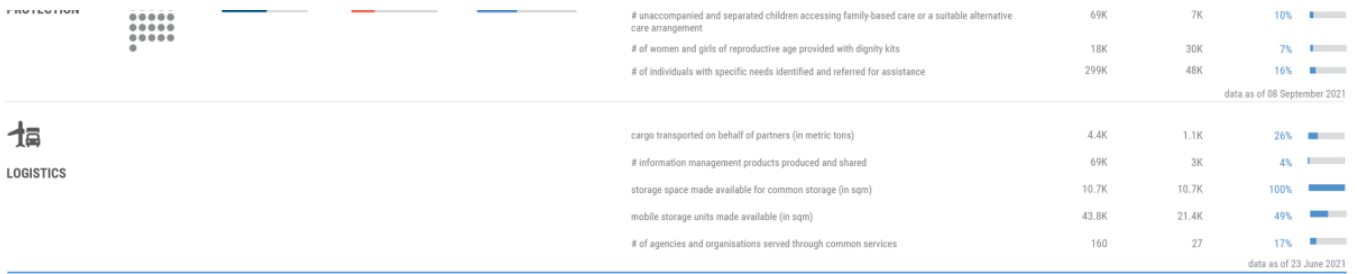 PROTECTION
# unaccompanied and separated children accessing family-based care or a suitable alternative 69K 7K 10%
care arrangement
# of women and girls of reproductive age provided with dignity kits 18K 30K 7%
# of individuals with specific needs identified and referred for assistance 299K 48K 16%
data as of 08 September 2021
cargo transported on behalf of partners (in metric tons) 4.4K 1.1K 26%
# information management products produced and shared 69K 3K 4%
LOGISTICS
storage space made available for common storage (in sqm) 10.7K 10.7K 100%
mobile storage units made available (in sqm) 43.8K 21.4K 49%
# of agencies and organisations served through common services 160 27 17%
data as of 23 June 2021